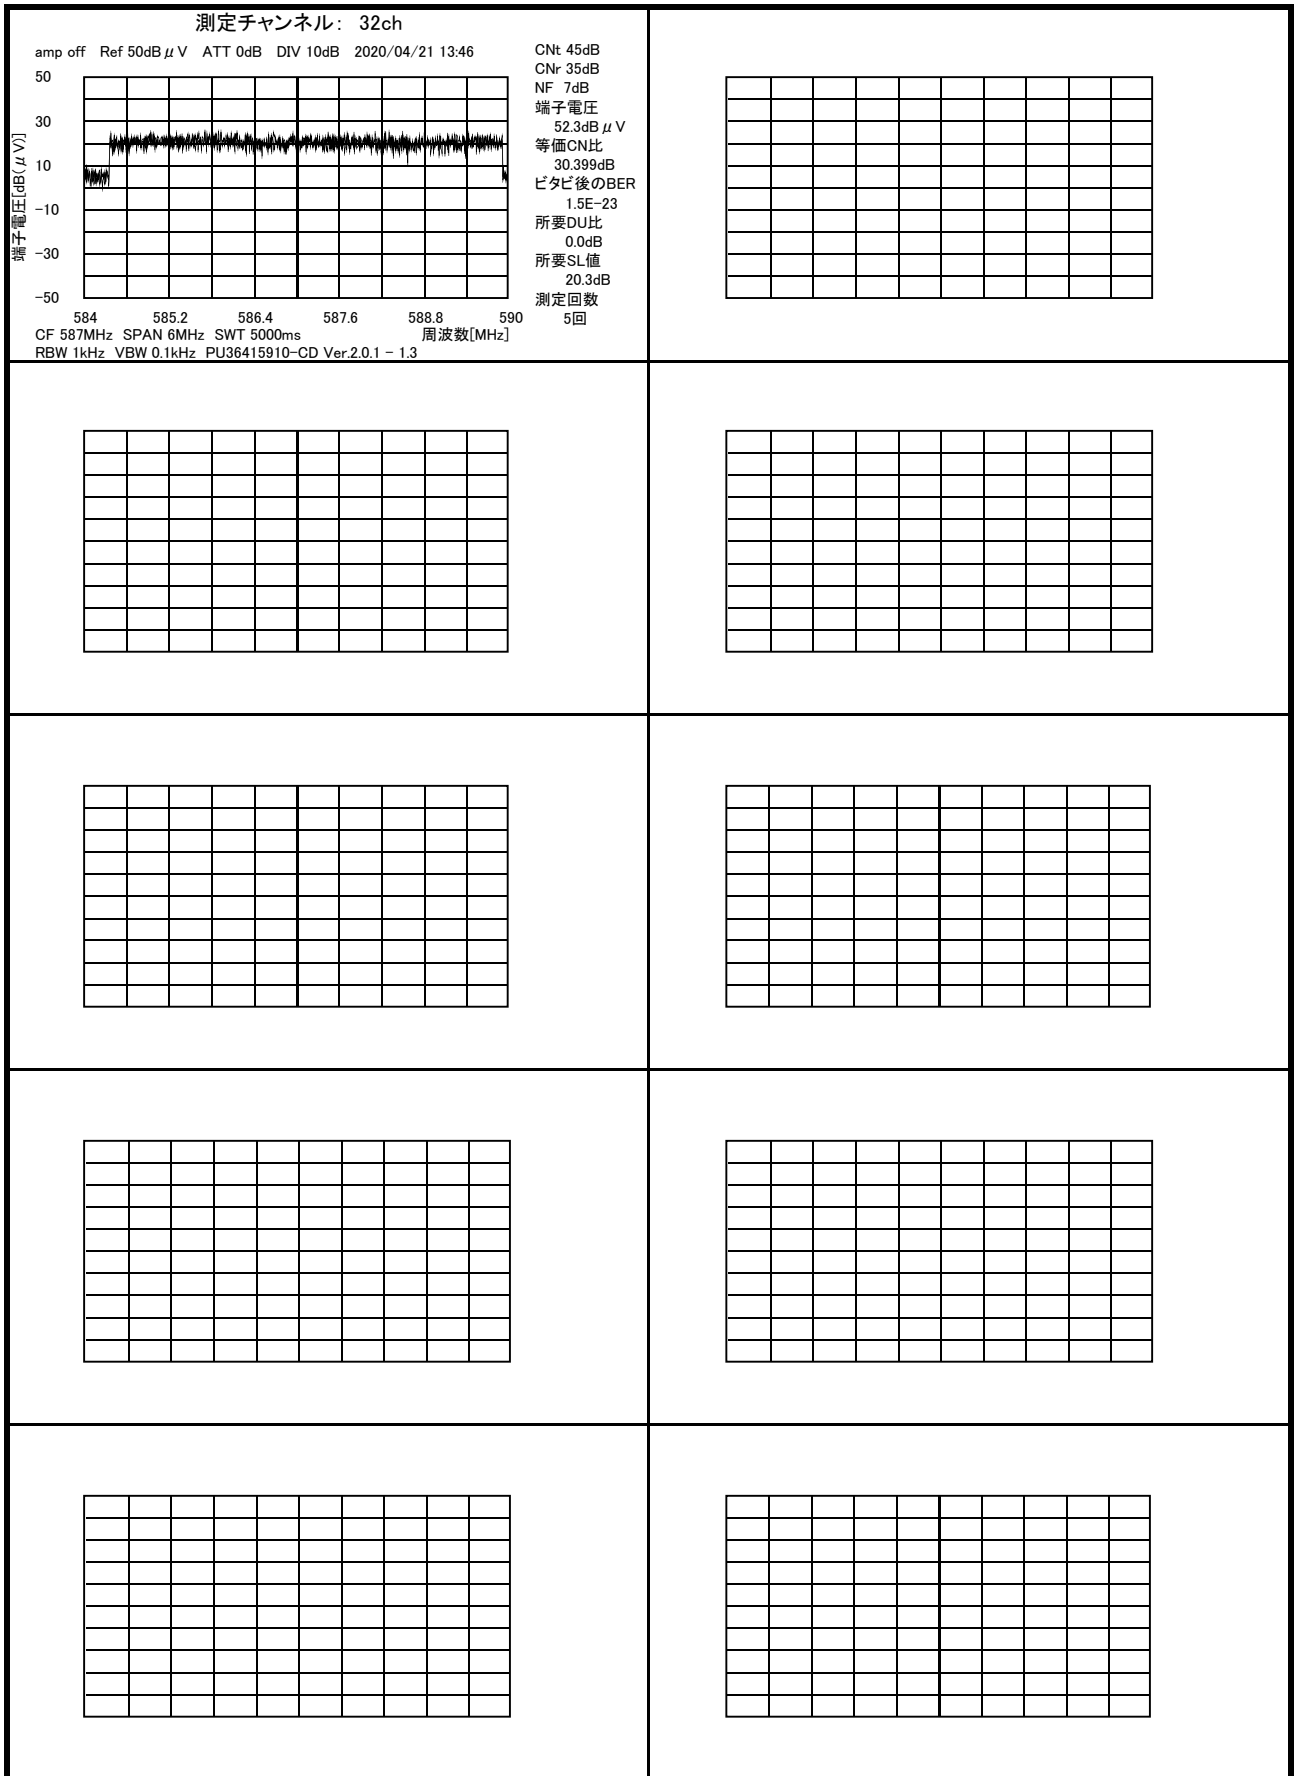 測定チャンネル： 32ch
amp off Ref 50dBμV ATT 0dB DIV 10dB 2020/04/21 13:46
端子電圧[dB(μV)]
50
30
10
-10
-30
-50
584 585.2 586.4 587.6 588.8 590
周波数[MHz]
CF 587MHz SPAN 6MHz SWT 5000ms
RBW 1kHz VBW 0.1kHz PU36415910-CD Ver.2.0.1 - 1.3
CNt 45dB
CNr 35dB
NF 7dB
端子電圧
52.3dBμV
等価CN比
30.399dB
ビタビ後のBER
1.5E-23
所要DU比
0.0dB
所要SL値
20.3dB
測定回数
5回